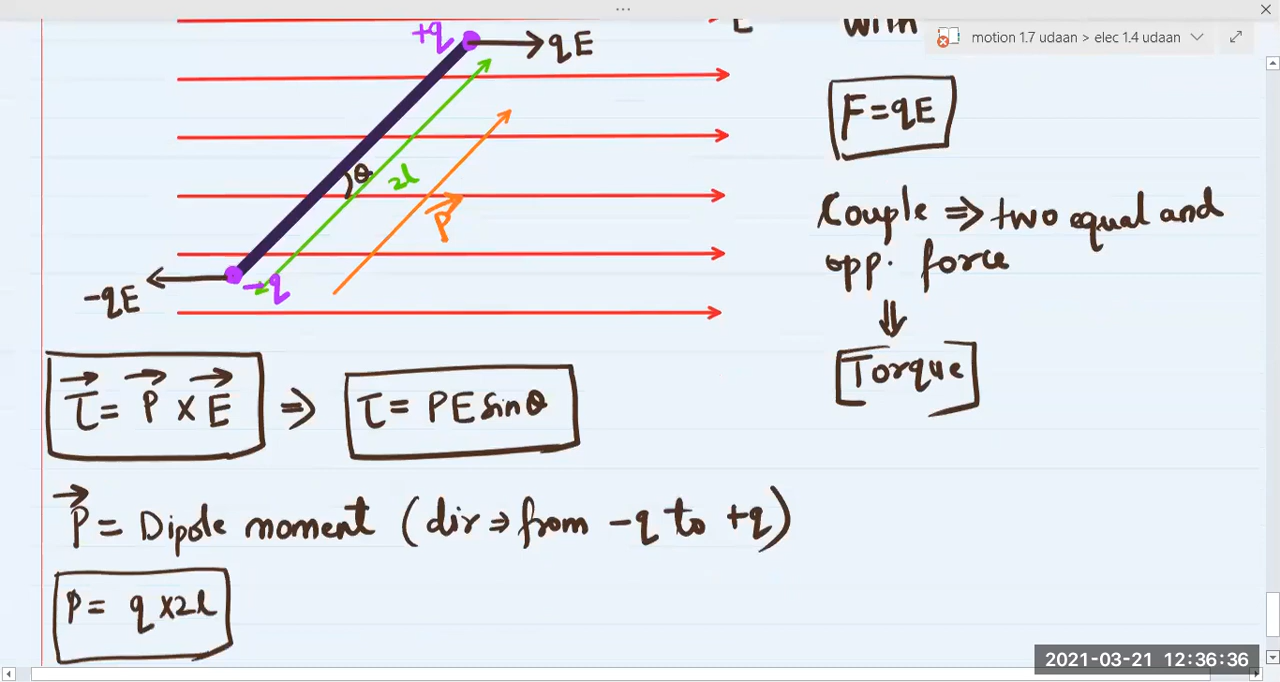 ...
with
motion 1.7 udaan > elec 1.4 udaan
+q
qE
E
F=qE
θ
2l
P
Couple ⇒ two equal and
opp. force
-q
-qE
⇓
Torque
τ = P x E ⇒ τ = PE sinθ
P = Dipole moment (dir ⇒ from -q to +q)
P = q x2l
2021-03-21 12:36:36